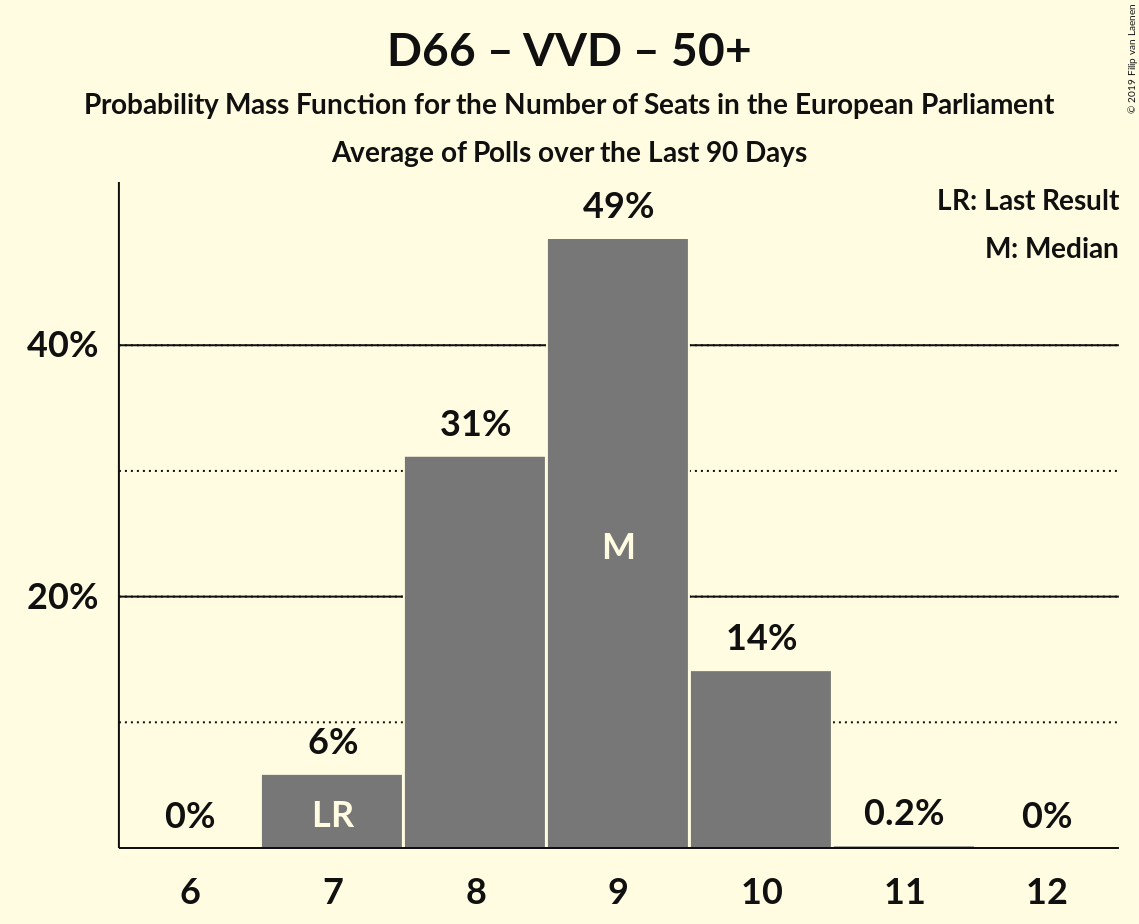 D66 – VVD – 50+
Probability Mass Function for the Number of Seats in the European Parliament
Average of Polls over the Last 90 Days
© 2019 Filip van Laenen
LR: Last Result
M: Median
49%
40%
31%
M
20%
14%
6%
LR
0%
0.2%
0%
6 7 8 9 10 11 12